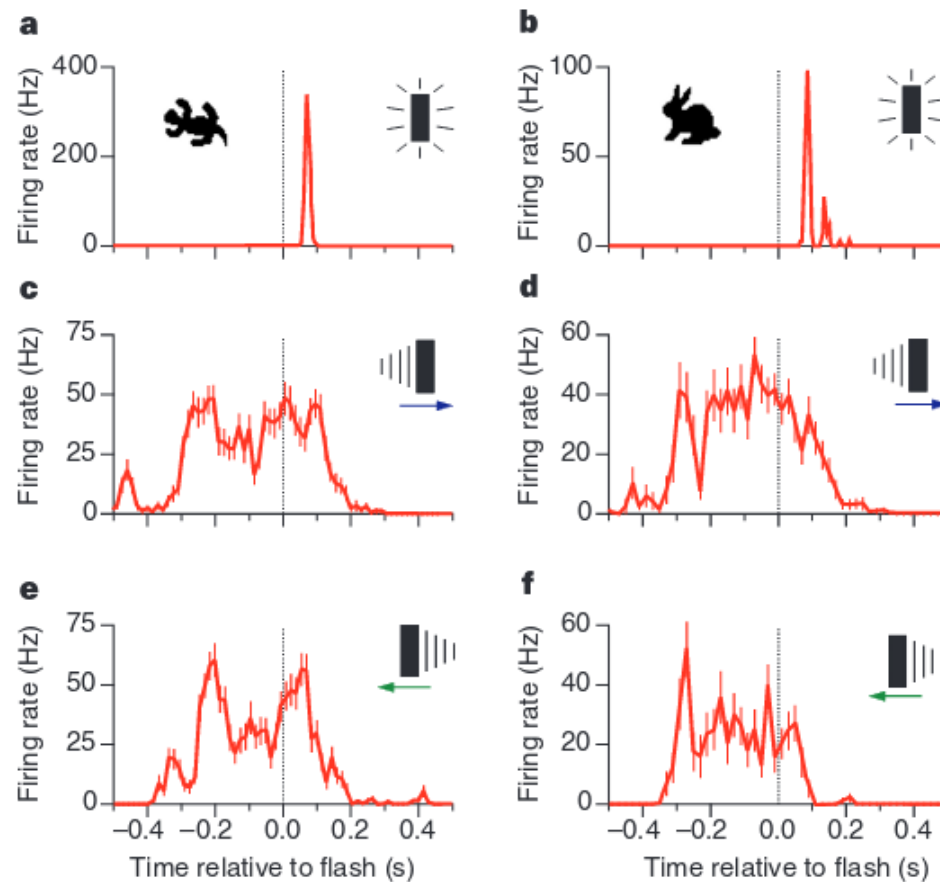 a
400
200
0
Firing rate (Hz)
b
100
50
0
Firing rate (Hz)
c
75
50
25
0
Firing rate (Hz)
d
60
40
20
0
Firing rate (Hz)
e
75
50
25
0
Firing rate (Hz)
−0.4 −0.2 0.0 0.2 0.4
Time relative to flash (s)
f
60
40
20
0
Firing rate (Hz)
−0.4 −0.2 0.0 0.2 0.4
Time relative to flash (s)